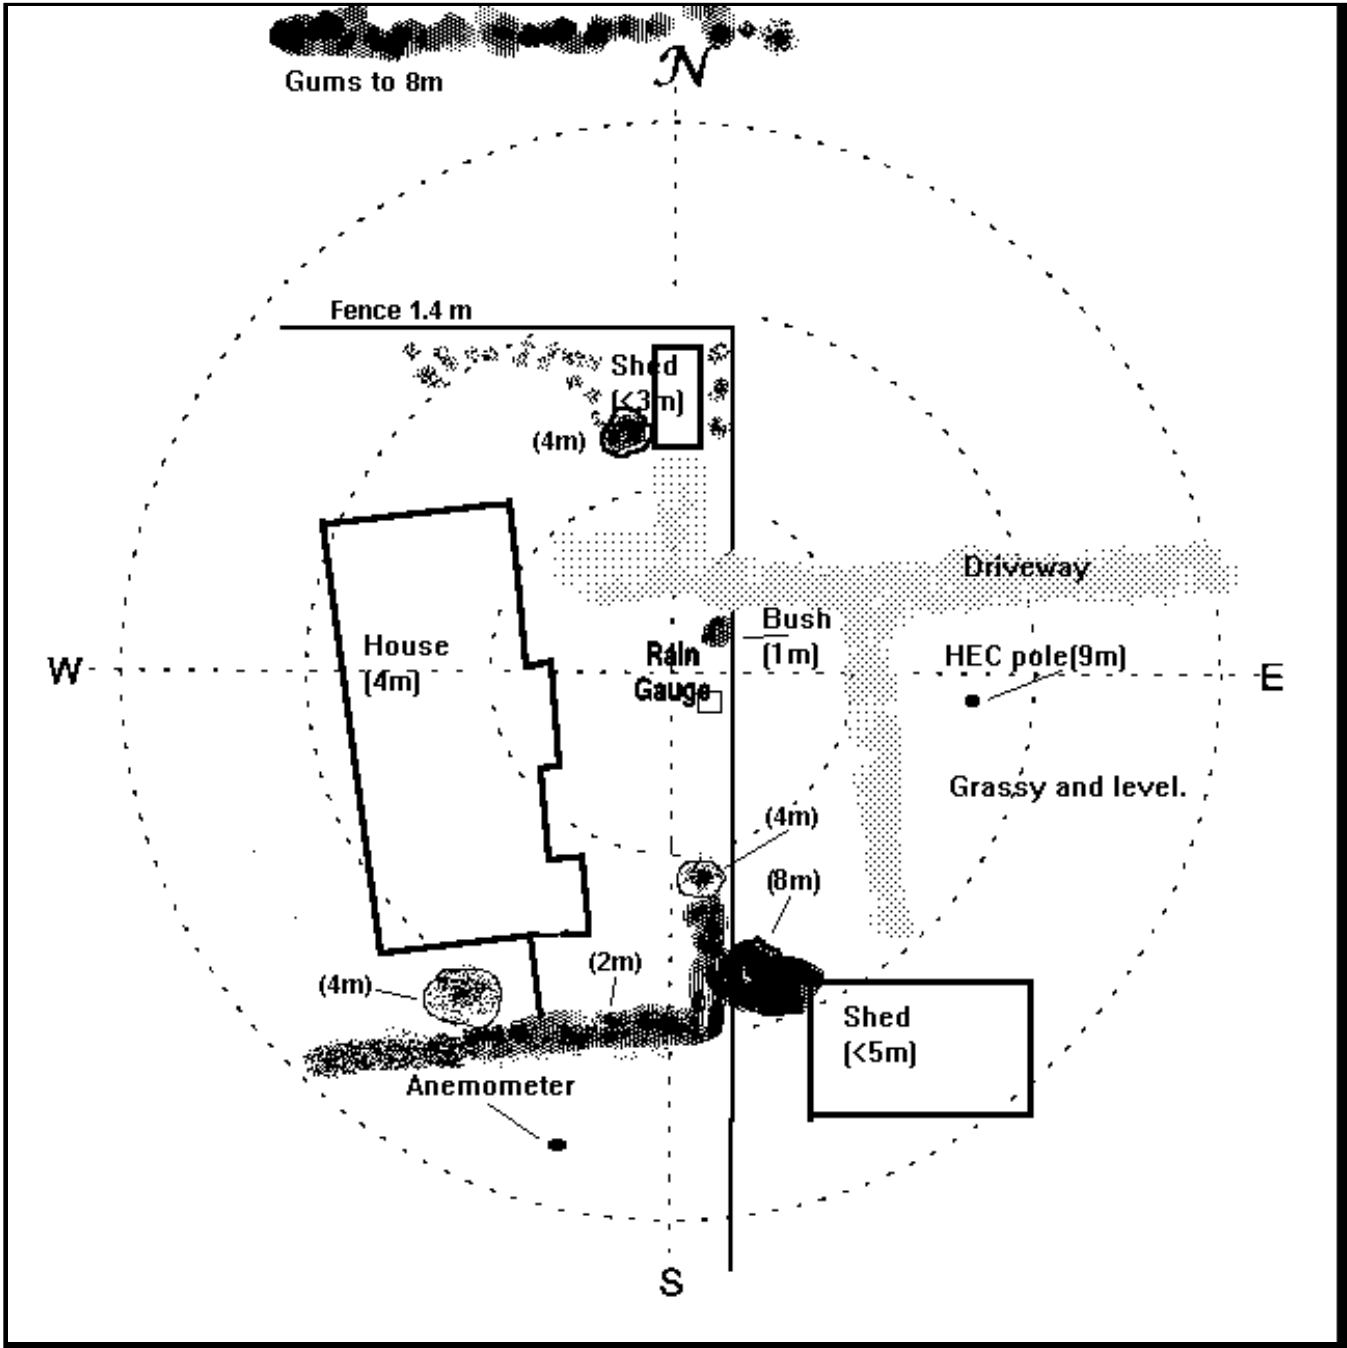 N
Gums to 8m
Fence 1.4 m
Shed
(<3m)
(4m)
Driveway
Bush
(1m)
House
(4m)
Rain
Gauge
HEC pole(9m)
W
E
Grassy and level.
(4m)
(8m)
(2m)
(4m)
Shed
(<5m)
Anemometer
S